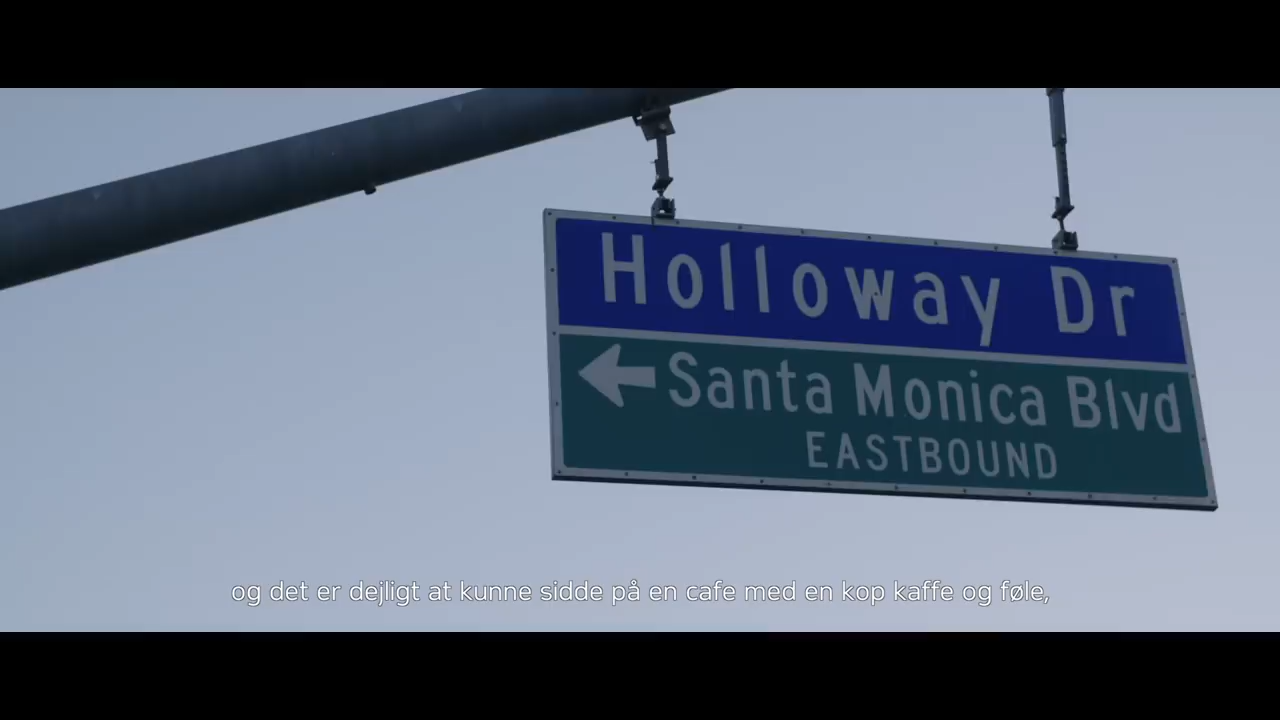 Holloway Dr
Santa Monica Blvd
EASTBOUND
og det er dejligt at kunne sidde på en cafe med en kop kaffe og føle,